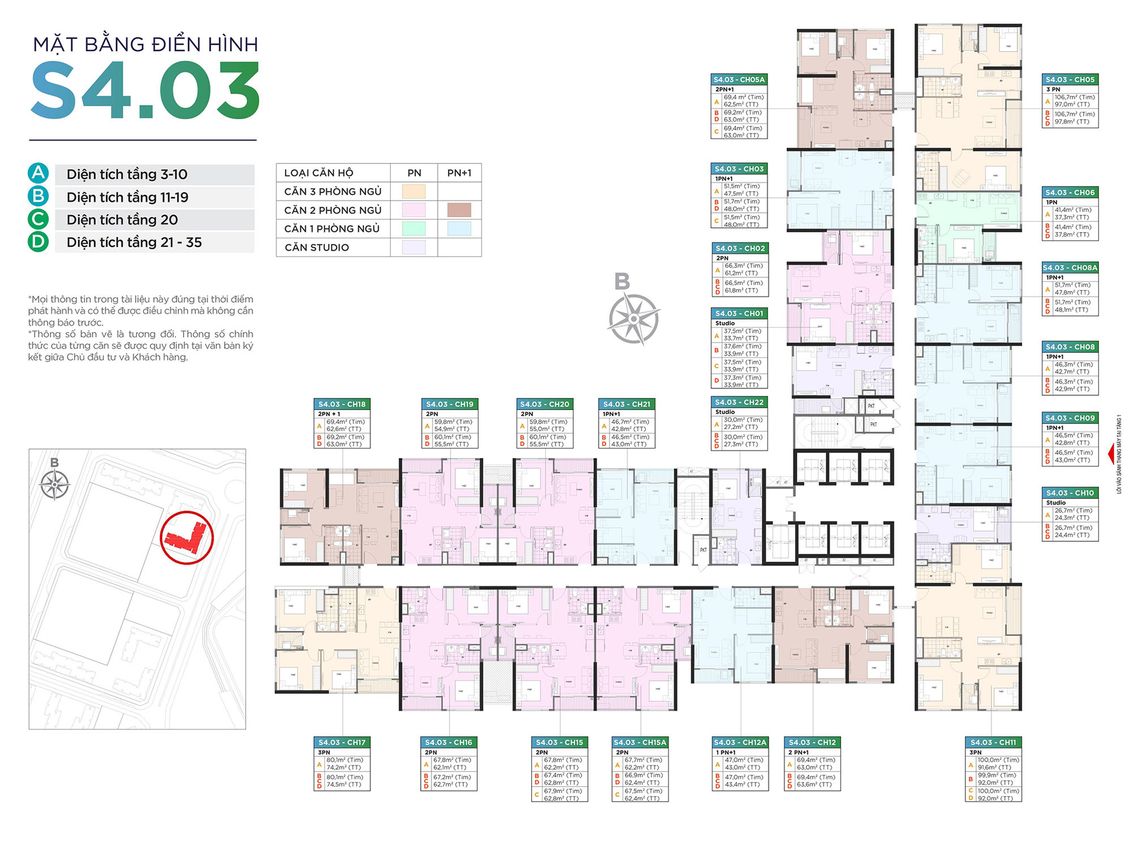 MẶT BẰNG ĐIỂN HÌNH
S4.03
A Diện tích tầng 3-10
B Diện tích tầng 11-19
C Diện tích tầng 20
D Diện tích tầng 21 - 35
LOẠI CĂN HỘ PN PN+1
CĂN 3 PHÒNG NGỦ
CĂN 2 PHÒNG NGỦ
CĂN 1 PHÒNG NGỦ
CĂN STUDIO
*Mọi thông tin trong tài liệu này đúng tại thời điểm
phát hành và có thể được điều chỉnh mà không cần
thông báo trước.
*Thông số bản vẽ là tương đối. Thông số chính
thức của từng căn sẽ được quy định tại văn bản ký
kết giữa Chủ đầu tư và Khách hàng.
B
B
S4.03 - CH05A
2PN+1
A 69,4 m² (Tim)
62,5m² (TT)
B D 69,2m² (Tim)
63,0m² (TT)
C 69,4m² (Tim)
63,0m² (TT)
S4.03 - CH03
1PN+1
A 51,5m² (Tim)
47,5m² (TT)
B D 51,7m² (Tim)
48,0m² (TT)
C 51,5m² (Tim)
48,0m² (TT)
S4.03 - CH02
2PN
A 66,3m² (Tim)
61,2m² (TT)
B C D 66,5m² (Tim)
61,8m² (TT)
S4.03 - CH01
Studio
A 37,5m² (Tim)
33,7m² (TT)
B 37,6m² (Tim)
33,9m² (TT)
C 37,5m² (Tim)
33,9m² (TT)
D 37,3m² (Tim)
33,9m² (TT)
S4.03 - CH22
Studio
A 30,0m² (Tim)
27,2m² (TT)
B C D 30,0m² (Tim)
27,3m² (TT)
S4.03 - CH05
3 PN
A 106,7m² (Tim)
97,0m² (TT)
B C D 106,7m² (Tim)
97,8m² (TT)
S4.03 - CH06
1PN
A 41,4m² (Tim)
37,3m² (TT)
B C D 41,4m² (Tim)
37,8m² (TT)
S4.03 - CH08A
1PN+1
A 51,7m² (Tim)
47,8m² (TT)
B C D 51,7m² (Tim)
48,1m² (TT)
S4.03 - CH08
1PN+1
A 46,3m² (Tim)
42,7m² (TT)
B C D 46,3m² (Tim)
42,9m² (TT)
S4.03 - CH09
1PN+1
A 46,5m² (Tim)
42,8m² (TT)
B C D 46,5m² (Tim)
43,0m² (TT)
S4.03 - CH10
Studio
A 26,7m² (Tim)
24,3m² (TT)
B C D 26,7m² (Tim)
24,4m² (TT)
LỐI VÀO SẢNH THANG MÁY TẠI TẦNG 1
PKT
PKT
PKT
S4.03 - CH18
2PN + 1
A 69,4m² (Tim)
62,6m² (TT)
B D 69,2m² (Tim)
63,0m² (TT)
S4.03 - CH19
2PN
A 59,8m² (Tim)
54,9m² (TT)
B D 60,1m² (Tim)
55,5m² (TT)
S4.03 - CH20
2PN
A 59,8m² (Tim)
55,0m² (TT)
B D 60,1m² (Tim)
55,5m² (TT)
S4.03 - CH21
1PN+1
A 46,7m² (Tim)
42,8m² (TT)
B D 46,5m² (Tim)
43,0m² (TT)
S4.03 - CH17
3PN
A 80,1m² (Tim)
74,2m² (TT)
B C D 80,1m² (Tim)
74,5m² (TT)
S4.03 - CH16
2PN
A 67,8m² (Tim)
62,1m² (TT)
B C D 67,2m² (Tim)
62,7m² (TT)
S4.03 - CH15
2PN
A 67,8m² (Tim)
62,2m² (TT)
B D 67,4m² (Tim)
62,8m² (TT)
C 67,9m² (Tim)
62,8m² (TT)
S4.03 - CH15A
2PN
A 67,7m² (Tim)
62,2m² (TT)
B D 66,9m² (Tim)
62,4m² (TT)
C 67,5m² (Tim)
62,4m² (TT)
S4.03 - CH12A
1 PN+1
A 47,0m² (Tim)
43,0m² (TT)
B C D 47,0m² (Tim)
43,4m² (TT)
S4.03 - CH12
2 PN+1
A 69,4m² (Tim)
63,0m² (TT)
B C D 69,4m² (Tim)
63,6m² (TT)
S4.03 - CH11
3PN
A 100,0m² (Tim)
91,6m² (TT)
B 99,9m² (Tim)
92,0m² (TT)
C D 100,0m² (Tim)
92,0m² (TT)